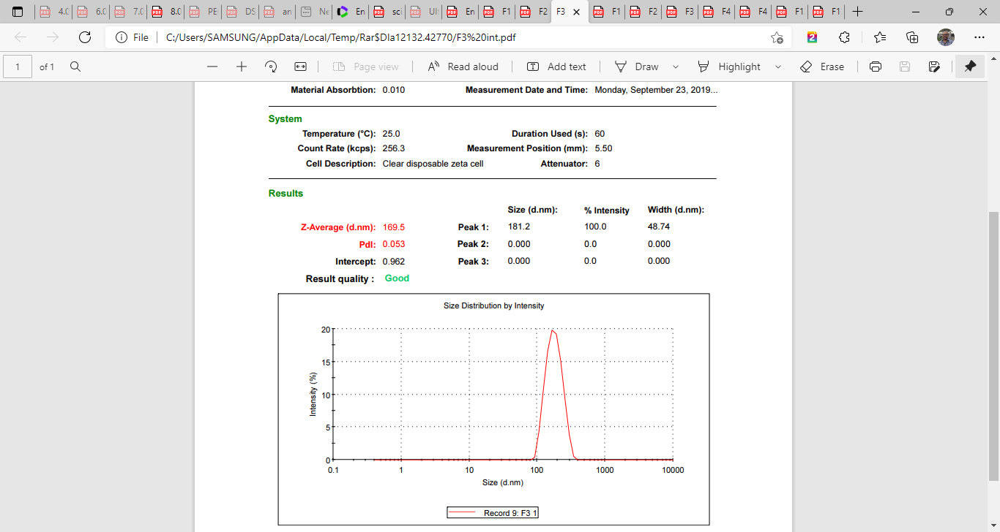 4.0 6.0 7.0 8.0 PE DS an Ne En sci Ul En F1 F2 F3 F1 F2 F3 F4 F4 F1 F1
File C:/Users/SAMSUNG/AppData/Local/Temp/Rar$DIa12132.42770/F3%20int.pdf 2
1 of 1 Page view Read aloud Add text Draw Highlight Erase
Material Absorbtion: 0.010 Measurement Date and Time: Monday, September 23, 2019...
System
Temperature (°C): 25.0 Duration Used (s): 60
Count Rate (kcps): 256.3 Measurement Position (mm): 5.50
Cell Description: Clear disposable zeta cell Attenuator: 6
Results
Size (d.nm): % Intensity Width (d.nm):
Z-Average (d.nm): 169.5 Peak 1: 181.2 100.0 48.74
PdI: 0.053 Peak 2: 0.000 0.0 0.000
Intercept: 0.962 Peak 3: 0.000 0.0 0.000
Result quality : Good
Size Distribution by Intensity
20
15
10
5
0
Intensity (%)
0.1 1 10 100 1000 10000
Size (d.nm)
Record 9: F3 1